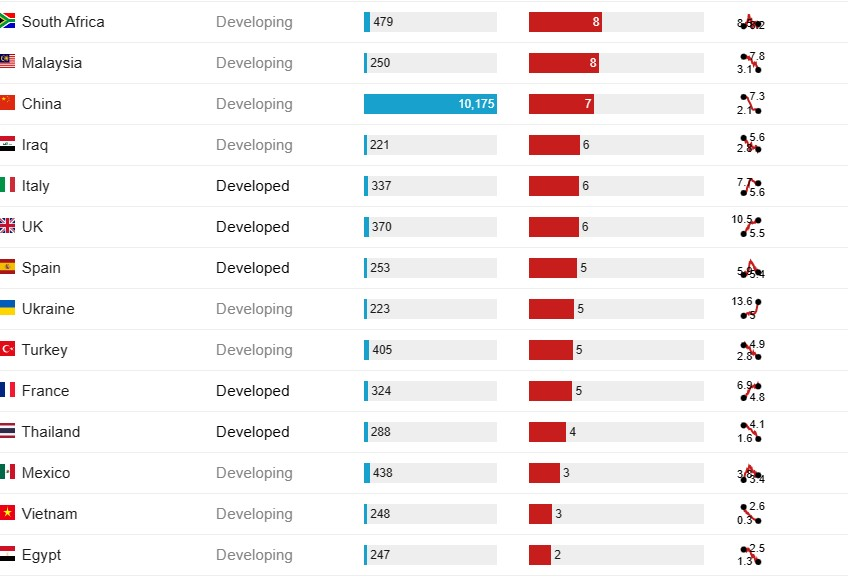 South Africa Developing 479 8
Malaysia Developing 250 8 7.8
3.1
China Developing 10,175 7 7.3
2.1
Iraq Developing 221 6 5.6
2.8
Italy Developed 337 6 7.7
5.6
UK Developed 370 6 10.5
5.5
Spain Developed 253 5 5.4
Ukraine Developing 223 5 13.6
5
Turkey Developing 405 5 4.9
2.8
France Developed 324 5 6.9
4.8
Thailand Developed 288 4 4.1
1.6
Mexico Developing 438 3
3.4
Vietnam Developing 248 3 2.6
0.3
Egypt Developing 247 2 2.5
1.3